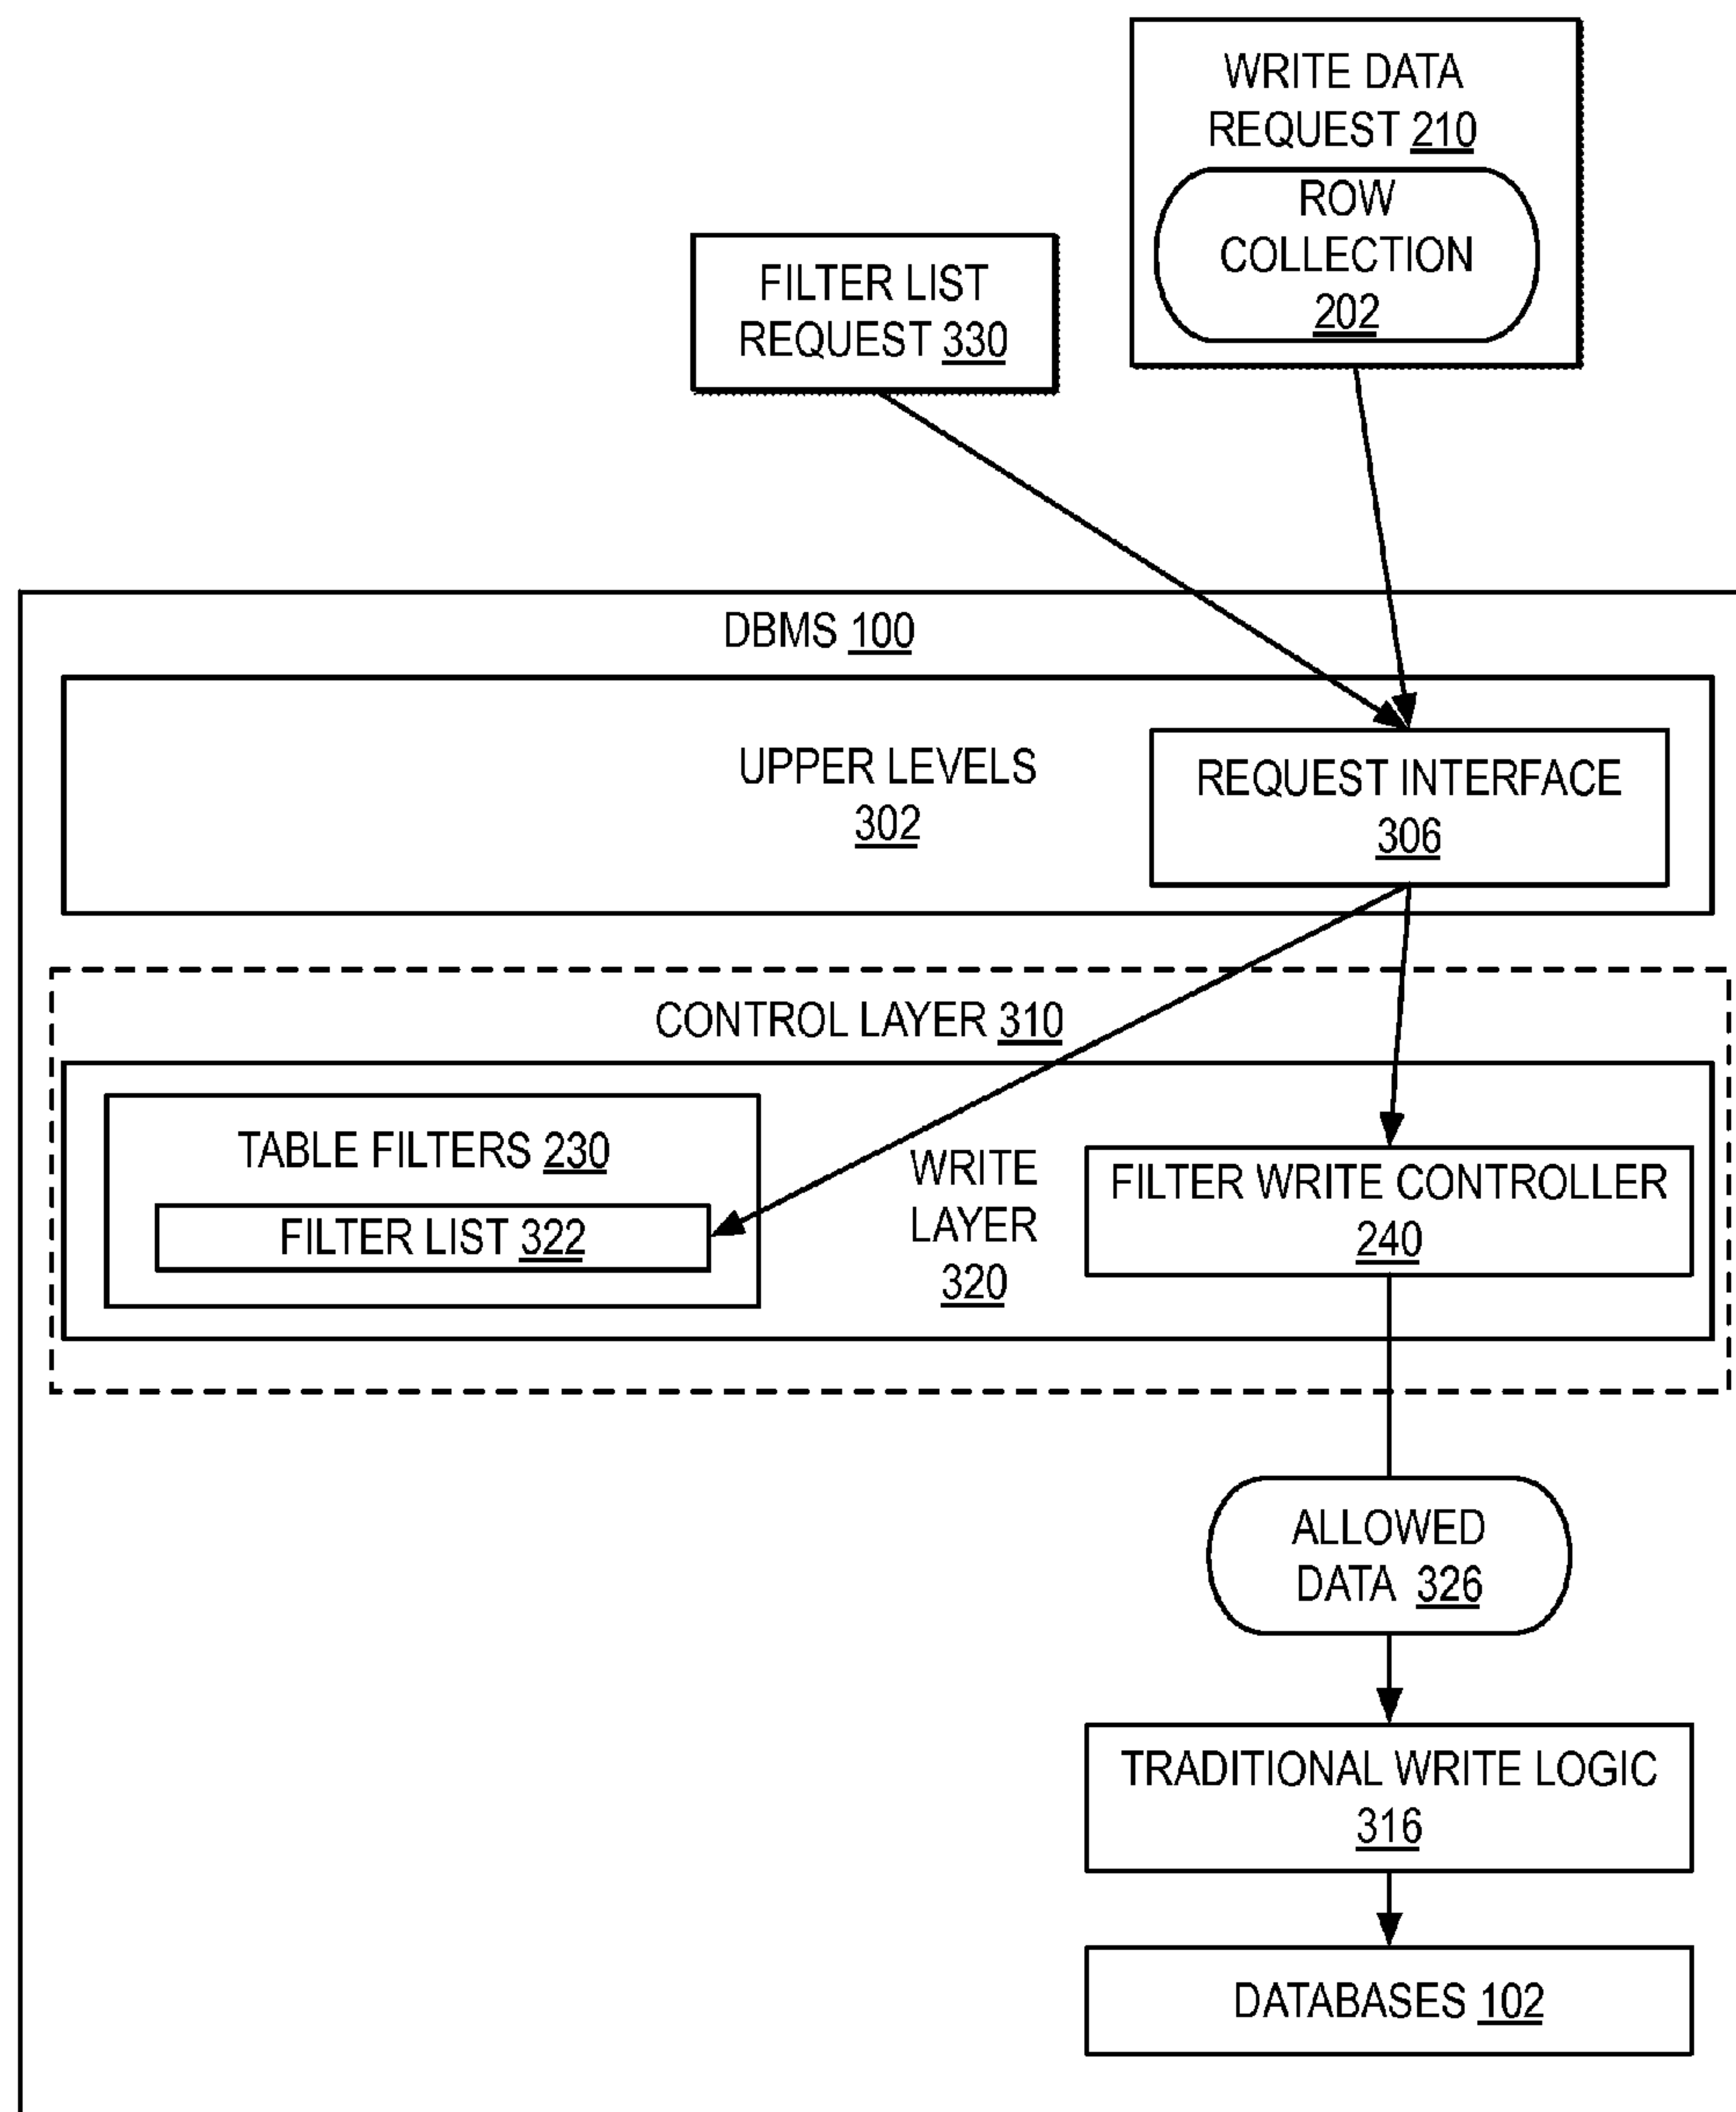 WRITE DATA
REQUEST 210
ROW
COLLECTION
202
FILTER LIST
REQUEST 330
DBMS 100
UPPER LEVELS
302
REQUEST INTERFACE
306
CONTROL LAYER 310
TABLE FILTERS 230
FILTER LIST 322
WRITE
LAYER
320
FILTER WRITE CONTROLLER
240
ALLOWED
DATA 326
TRADITIONAL WRITE LOGIC
316
DATABASES 102